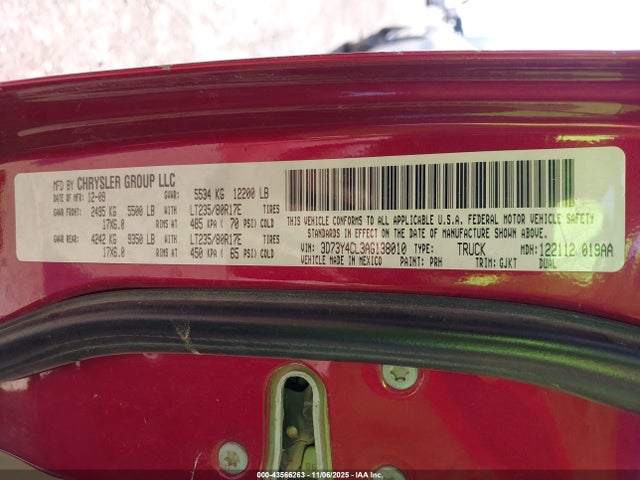 MFD BY CHRYSLER GROUP LLC
DATE OF MFR 12-09 GVWR: 5534 KG 12200 LB
GAWR FRONT: 2495 KG 5500 LB WITH LT235/80R17E TIRES
17X6.0 RIMS AT 485 KPA ( 70 PSI) COLD
GAWR REAR: 4242 KG 9350 LB WITH LT235/80R17E TIRES
17X6.0 RIMS AT 450 KPA ( 65 PSI) COLD
THIS VEHICLE CONFORMS TO ALL APPLICABLE U.S.A. FEDERAL MOTOR VEHICLE SAFETY
STANDARDS IN EFFECT ON THE DATE OF MANUFACTURE SHOWN ABOVE.
VIN: 3D73Y4CL3AG138010 TYPE: TRUCK MDH: 122112 019AA
VEHICLE MADE IN MEXICO PAINT: PRH TRIM: GJKT DUAL
000-43566263 - 11/06/2025 - IAAI.COM